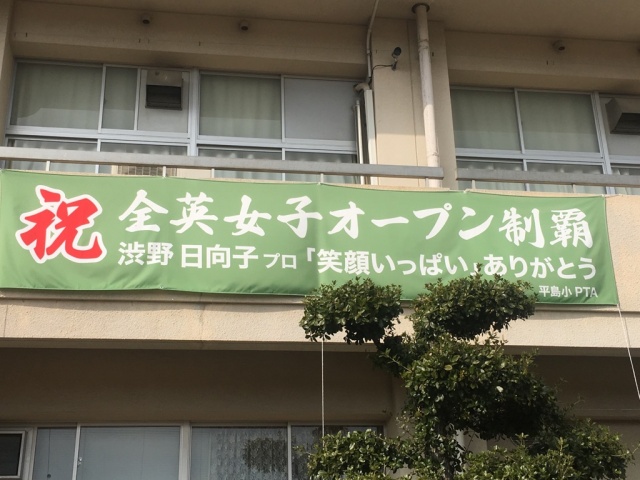 祝 全英女子オープン制覇
渋野 日向子 プロ 「笑顔いっぱい」ありがとう
平島小 PTA